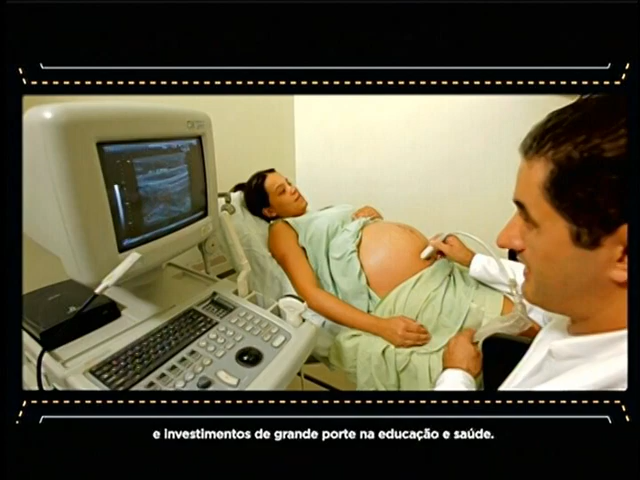 e investimentos de grande porte na educação e saúde.